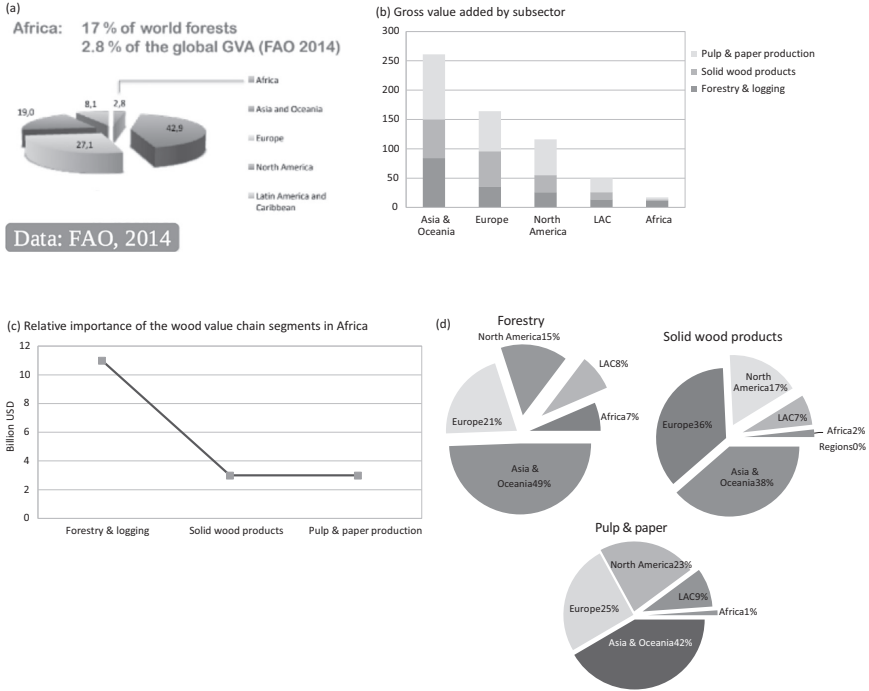 (a)
Africa: 17 % of world forests
2.8 % of the global GVA (FAO 2014)
Africa
Asia and Oceania
Europe
North America
Latin America and
Caribbean
8,1
2,8
19,0
42,9
27,1
Data: FAO, 2014
(b) Gross value added by subsector
300
250
200
150
100
50
0
Asia &
Oceania
Europe
North
America
LAC
Africa
Pulp & paper production
Solid wood products
Forestry & logging
(c) Relative importance of the wood value chain segments in Africa
Billion USD
12
10
8
6
4
2
0
Forestry & logging
Solid wood products
Pulp & paper production
(d)
Forestry
North America15%
LAC8%
Africa7%
Europe21%
Asia &
Oceania49%
Solid wood products
North
America17%
LAC7%
Africa2%
Regions0%
Europe36%
Asia &
Oceania38%
Pulp & paper
North America23%
LAC9%
Africa1%
Europe25%
Asia & Oceania42%